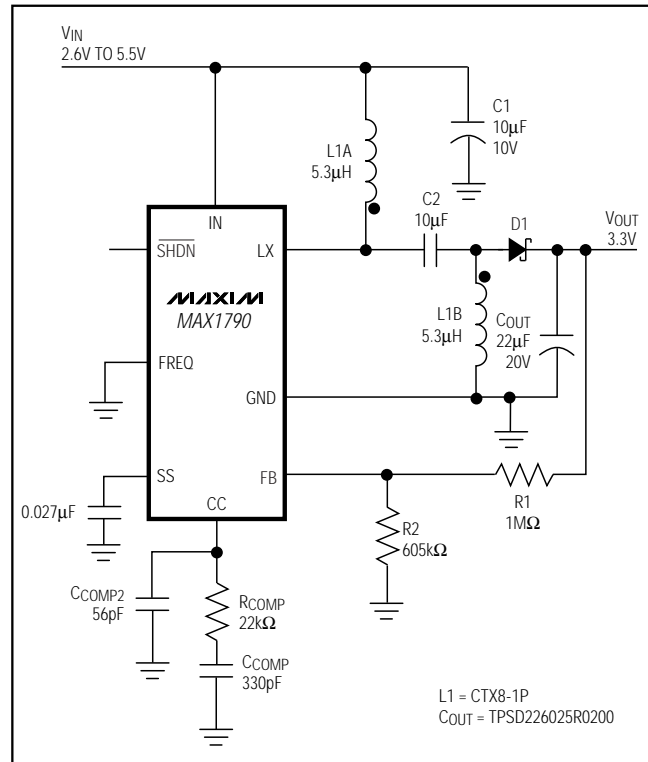 VIN
2.6V TO 5.5V
C1
10μF
10V
L1A
5.3μH
C2
10μF
D1
VOUT
3.3V
IN
SHDN
LX
MAXIM
MAX1790
L1B
5.3μH
COUT
22μF
20V
FREQ
GND
SS
FB
CC
0.027μF
R1
1MΩ
R2
605kΩ
CCOMP2
56pF
RCOMP
22kΩ
CCOMP
330pF
L1 = CTX8-1P
COUT = TPSD226025R0200